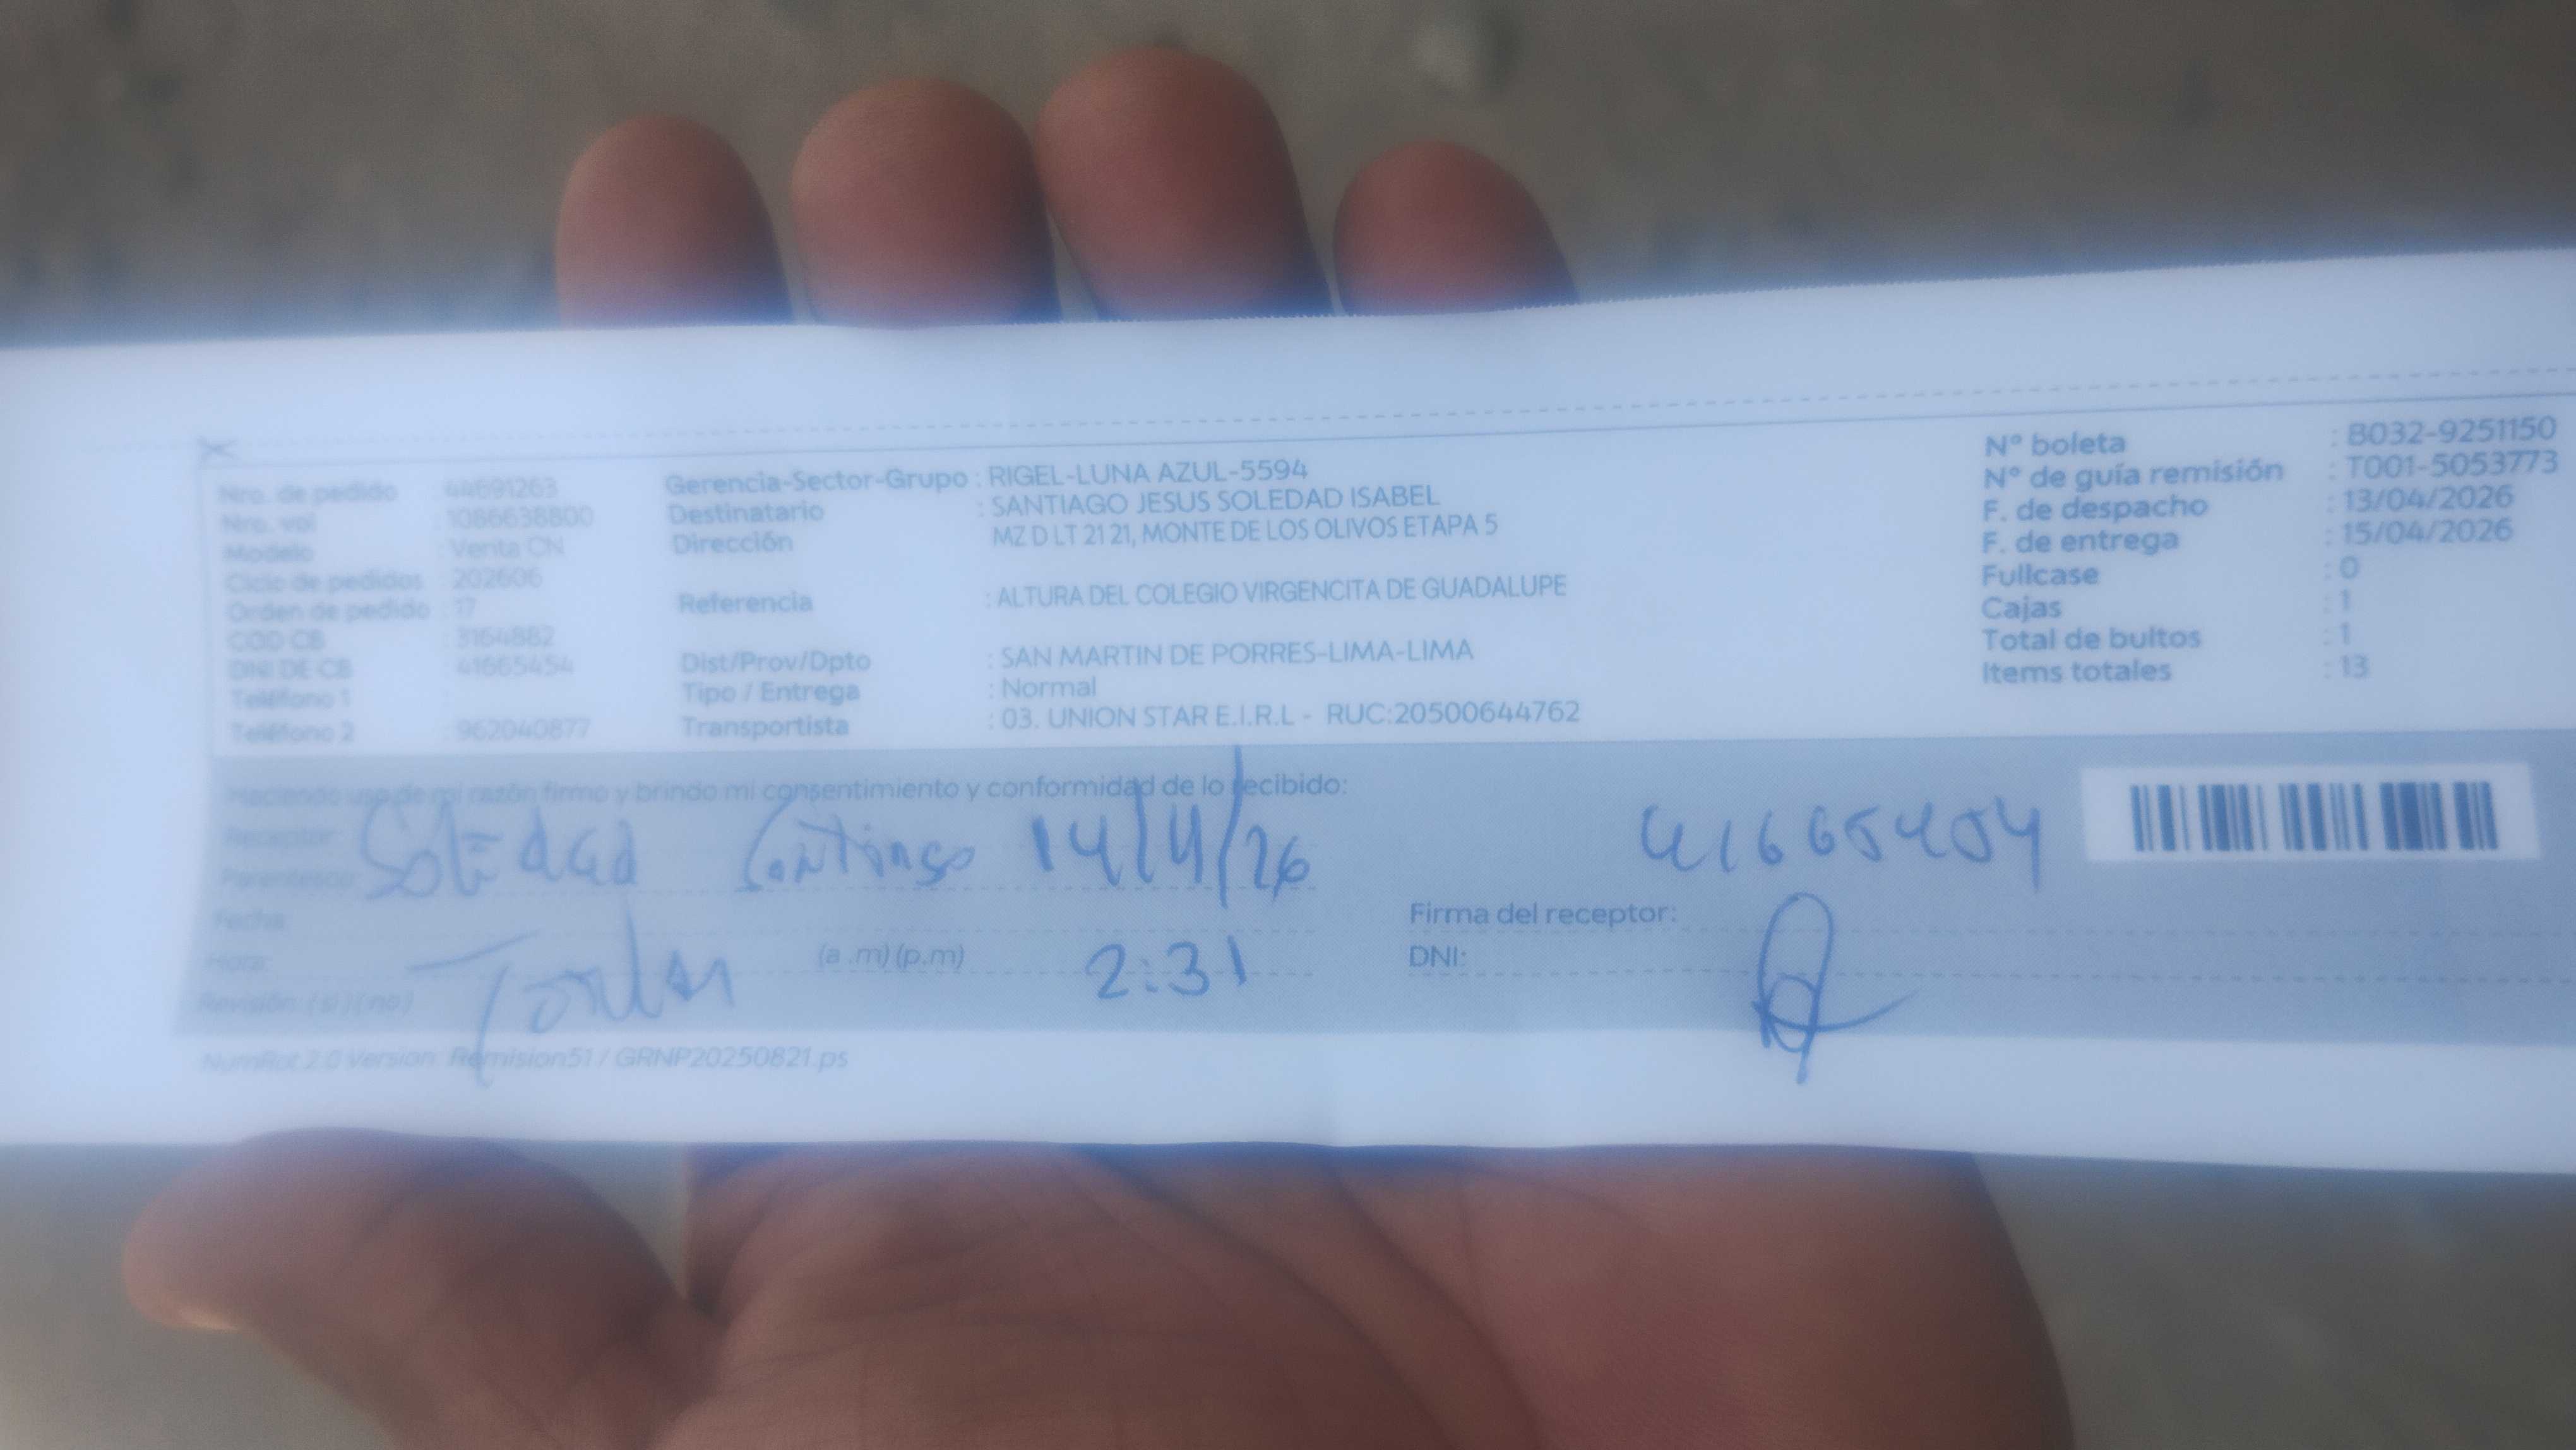 Nro. de pedido : 44691263
Nro. vol : 1086638800
Modelo : Venta CN
Ciclo de pedidos : 202606
Orden de pedido : 17
COD CB : 3164882
DNI DE CB : 41665454
Teléfono 1 :
Teléfono 2 : 962040877
Gerencia-Sector-Grupo : RIGEL-LUNA AZUL-5594
Destinatario : SANTIAGO JESUS SOLEDAD ISABEL
Dirección MZ D LT 21 21, MONTE DE LOS OLIVOS ETAPA 5
Referencia : ALTURA DEL COLEGIO VIRGENCITA DE GUADALUPE
Dist/Prov/Dpto : SAN MARTIN DE PORRES-LIMA-LIMA
Tipo / Entrega : Normal
Transportista : 03. UNION STAR E.I.R.L - RUC:20500644762
N° boleta : B032-9251150
N° de guía remisión : T001-5053773
F. de despacho : 13/04/2026
F. de entrega : 15/04/2026
Fullcase : 0
Cajas : 1
Total de bultos : 1
Items totales : 13
Haciendo uso de mi razón firmo y brindo mi consentimiento y conformidad de lo recibido:
Receptor: Soledad Santiago 14/4/26
Parentesco:
Fecha:
Hora: (a .m) (p.m) 2:31
Revisión: ( si ) ( no )
41665454
Firma del receptor:
DNI:
NumRot 2.0 Version: Remision51 / GRNP20250821.ps